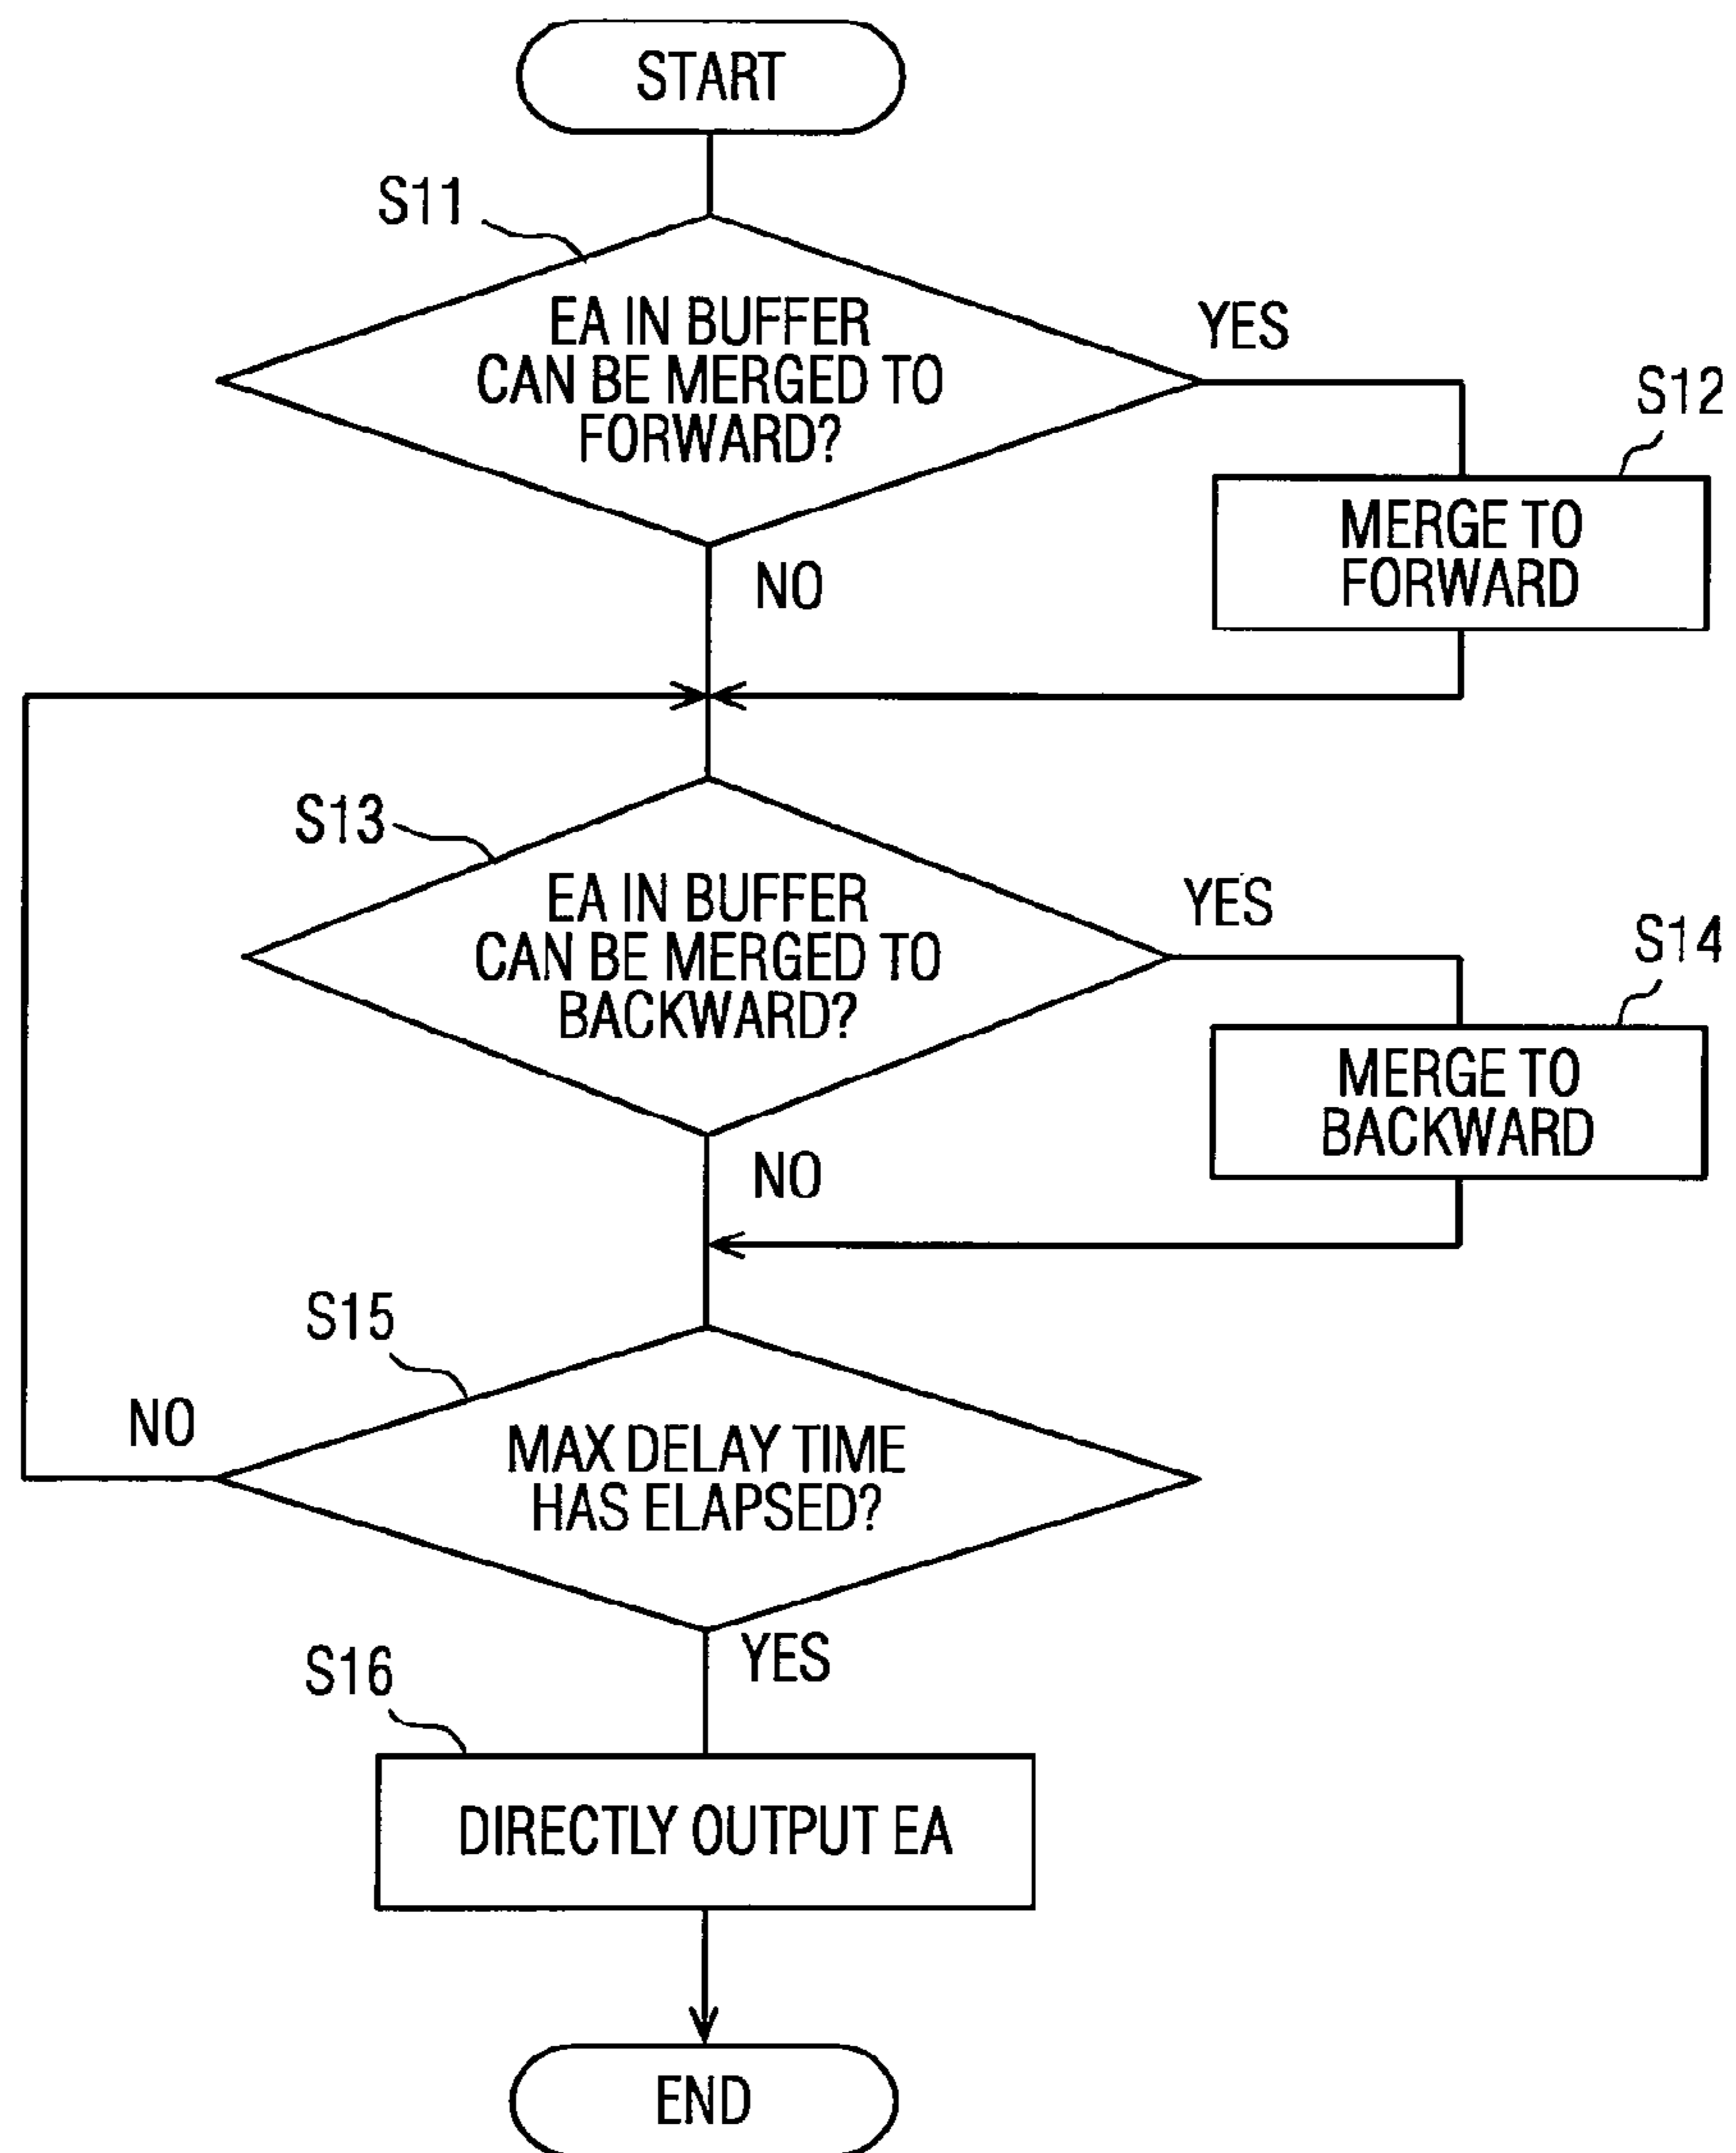 START
S11
EA IN BUFFER
CAN BE MERGED TO
FORWARD?
YES
S12
MERGE TO
FORWARD
NO
S13
EA IN BUFFER
CAN BE MERGED TO
BACKWARD?
YES
S14
MERGE TO
BACKWARD
NO
S15
NO
MAX DELAY TIME
HAS ELAPSED?
YES
S16
DIRECTLY OUTPUT EA
END